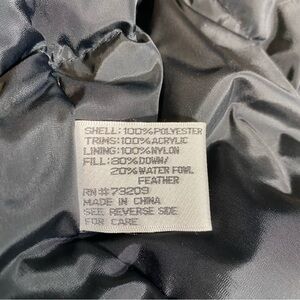 SHELL:100%POLYESTER
TRIMS:100%ACRYLIC
LINING:100%NYLON
FILL:80%DOWN/
20%WATER FOWL
FEATHER
RN#73209
MADE IN CHINA
SEE REVERSE SIDE
FOR CARE